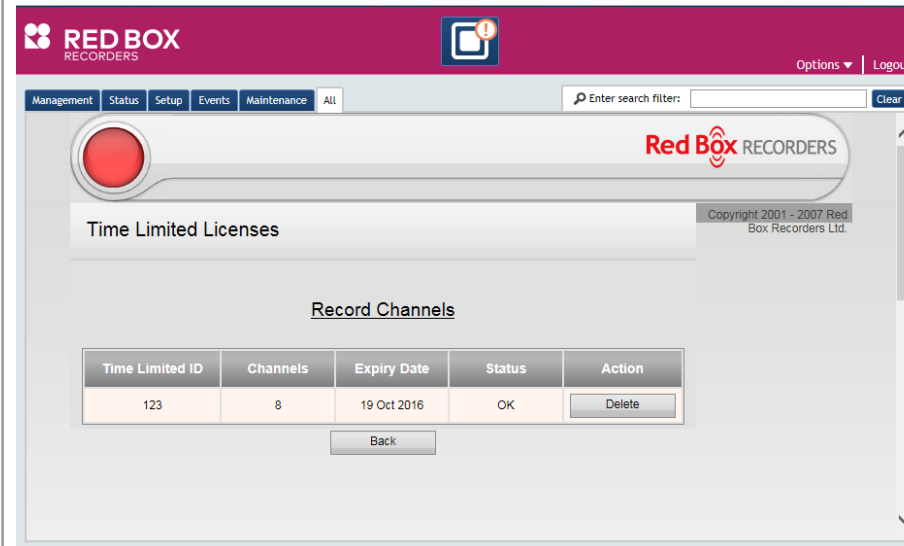 RED BOX
RECORDERS
Options ▼ | Logou
Management Status Setup Events Maintenance All Enter search filter: Clear
Red Box RECORDERS
Copyright 2001 - 2007 Red
Box Recorders Ltd.
Time Limited Licenses
Record Channels
Time Limited ID Channels Expiry Date Status Action
123 8 19 Oct 2016 OK Delete
Back